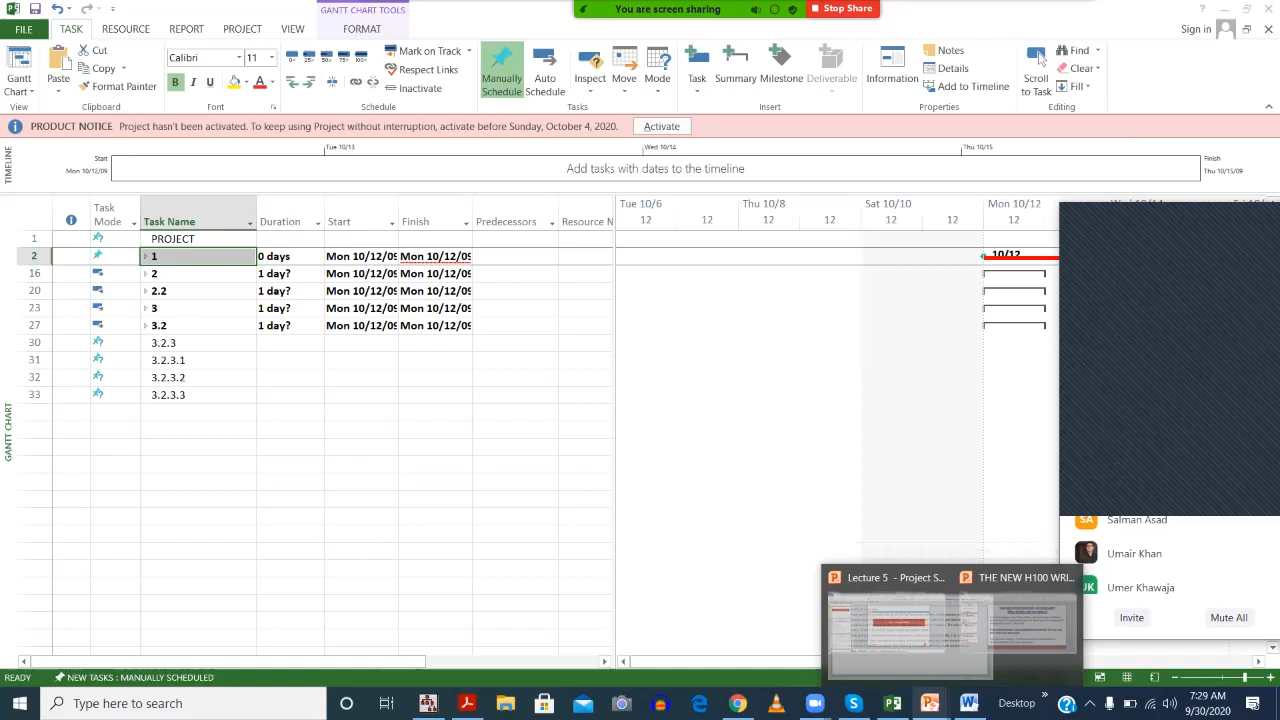 GANTT CHART TOOLS
You are screen sharing
Stop Share
FILE TASK RESOURCE REPORT PROJECT VIEW FORMAT
Sign in
Gantt Chart
Paste
Cut
Copy
Format Painter
Calibri 11
B I U A
0% 25% 50% 75% 100%
Mark on Track
Respect Links
Inactivate
Manually Schedule
Auto Schedule
Inspect
Move
Mode
Task
Summary
Milestone
Deliverable
Information
Notes
Details
Add to Timeline
Scroll to Task
Find
Clear
Fill
View Clipboard Font Schedule Tasks Insert Properties Editing
PRODUCT NOTICE Project hasn't been activated. To keep using Project without interruption, activate before Sunday, October 4, 2020. Activate
TIMELINE
Tue 10/13 Wed 10/14 Thu 10/15
Start
Mon 10/12/09
Add tasks with dates to the timeline
Finish
Thu 10/15/09
Task Mode Task Name Duration Start Finish Predecessors Resource N
Tue 10/6 Thu 10/8 Sat 10/10 Mon 10/12
12 12 12 12 12 12 12
1 PROJECT
2 1 0 days Mon 10/12/09 Mon 10/12/09 10/12
16 2 1 day? Mon 10/12/09 Mon 10/12/09
20 2.2 1 day? Mon 10/12/09 Mon 10/12/09
23 3 1 day? Mon 10/12/09 Mon 10/12/09
27 3.2 1 day? Mon 10/12/09 Mon 10/12/09
30 3.2.3
31 3.2.3.1
32 3.2.3.2
33 3.2.3.3
GANTT CHART
SA Salman Asad
Umair Khan
UK Umer Khawaja
Invite Mute All
Lecture 5 - Project S... THE NEW H100 WRI...
READY NEW TASKS : MANUALLY SCHEDULED
Type here to search
Desktop
7:29 AM
9/30/2020